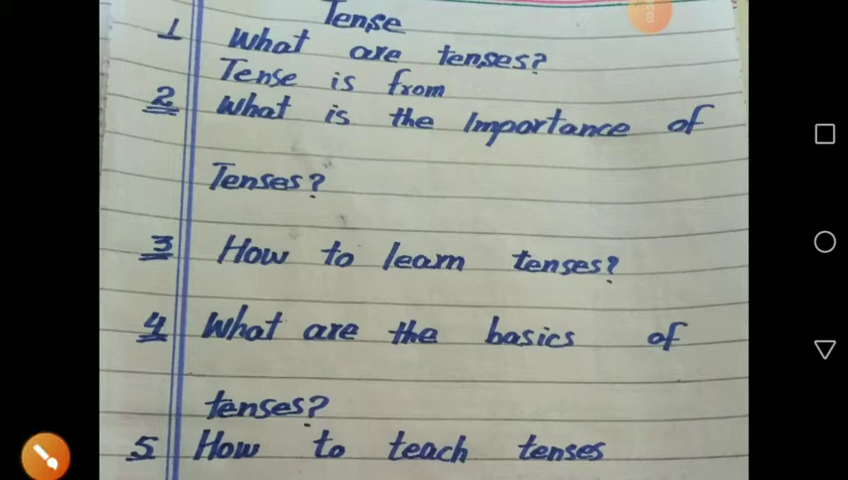 Tense
1 What are tenses?
Tense is from
2 What is the Importance of
Tenses?
3 How to learn tenses?
4 What are the basics of
tenses?
5 How to teach tenses